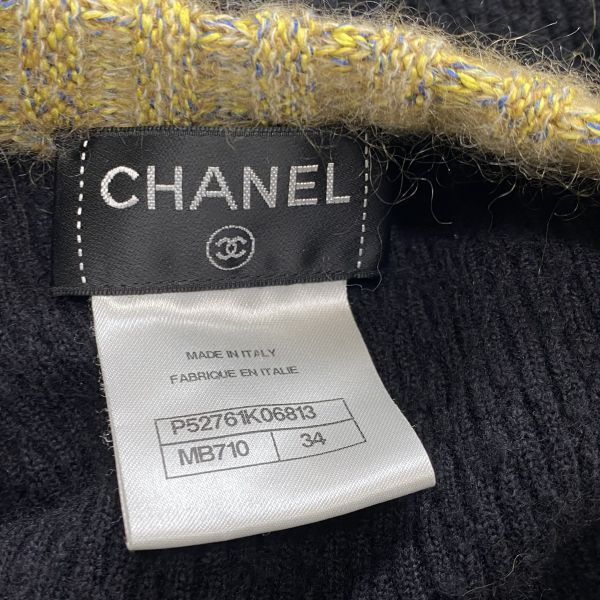 CHANEL
MADE IN ITALY
FABRIQUE EN ITALIE
P52761K06813
MB710 34